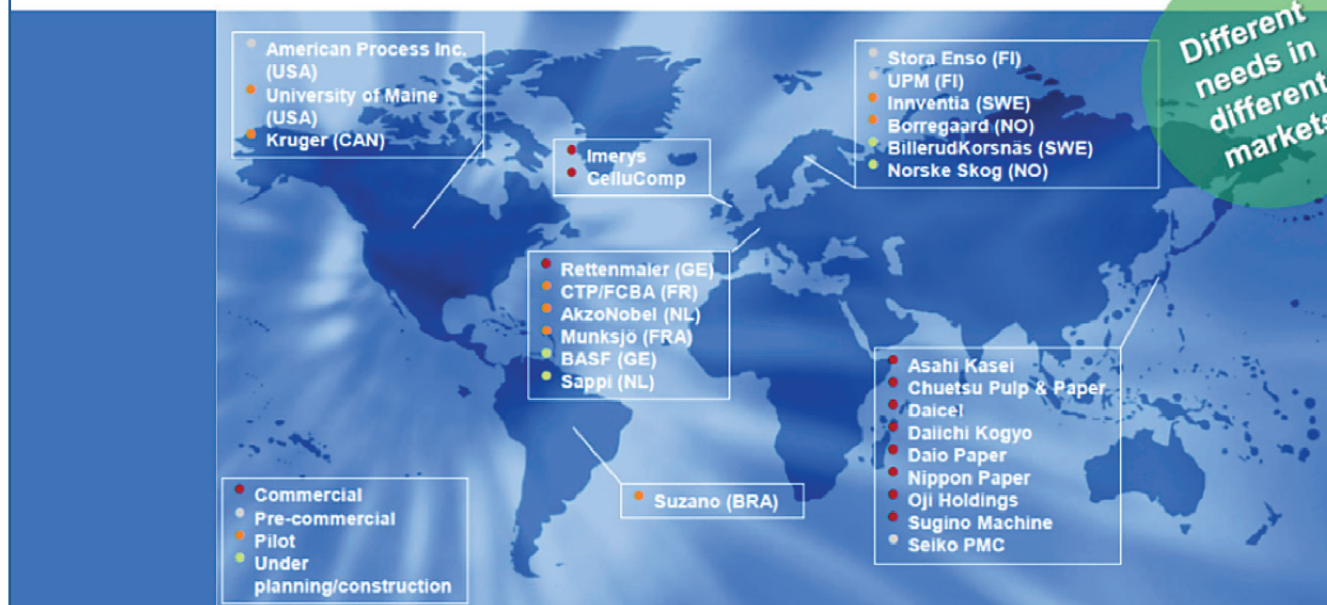 American Process Inc.
(USA)
University of Maine
(USA)
Kruger (CAN)
Imerys
CelluComp
Stora Enso (FI)
UPM (FI)
Innventia (SWE)
Borregaard (NO)
BillerudKorsnäs (SWE)
Norske Skog (NO)
Different
needs in
different
markets
Rettenmaier (GE)
CTP/FCBA (FR)
AkzoNobel (NL)
Munksjö (FRA)
BASF (GE)
Sappi (NL)
Asahi Kasei
Chuetsu Pulp & Paper
Daicel
Daiichi Kogyo
Daio Paper
Nippon Paper
Oji Holdings
Sugino Machine
Seiko PMC
Suzano (BRA)
Commercial
Pre-commercial
Pilot
Under
planning/construction